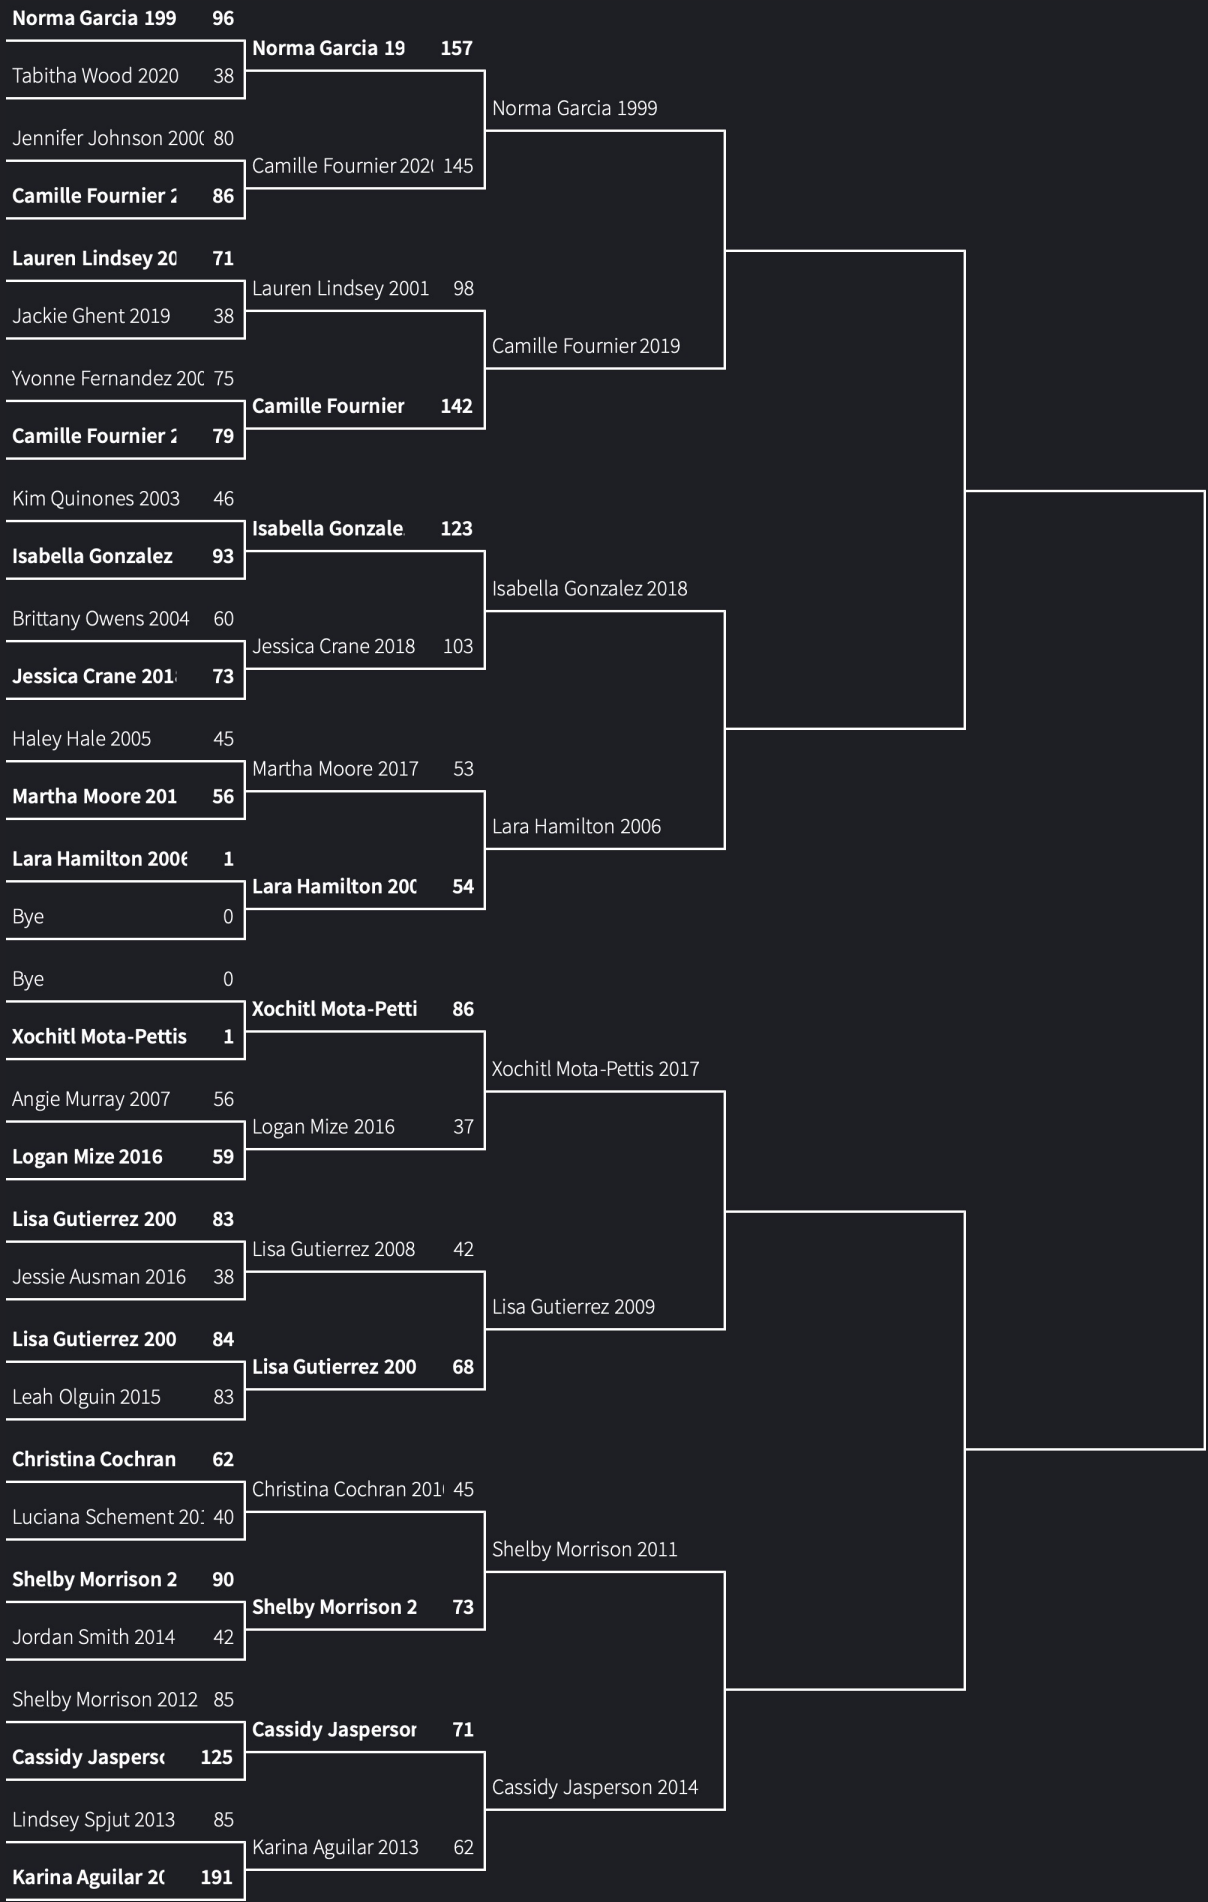 Norma Garcia 199 96
Tabitha Wood 2020 38
Jennifer Johnson 200 80
Camille Fournier 2 86
Lauren Lindsey 20 71
Jackie Ghent 2019 38
Yvonne Fernandez 200 75
Camille Fournier 2 79
Kim Quinones 2003 46
Isabella Gonzalez 93
Brittany Owens 2004 60
Jessica Crane 201 73
Haley Hale 2005 45
Martha Moore 201 56
Lara Hamilton 2006 1
Bye 0
Bye 0
Xochitl Mota-Pettis 1
Angie Murray 2007 56
Logan Mize 2016 59
Lisa Gutierrez 200 83
Jessie Ausman 2016 38
Lisa Gutierrez 200 84
Leah Olguin 2015 83
Christina Cochran 62
Luciana Schement 201 40
Shelby Morrison 2 90
Jordan Smith 2014 42
Shelby Morrison 2012 85
Cassidy Jasperso 125
Lindsey Spjut 2013 85
Karina Aguilar 20 191
Norma Garcia 19 157
Camille Fournier 202 145
Lauren Lindsey 2001 98
Camille Fournier 142
Isabella Gonzale 123
Jessica Crane 2018 103
Martha Moore 2017 53
Lara Hamilton 200 54
Xochitl Mota-Petti 86
Logan Mize 2016 37
Lisa Gutierrez 2008 42
Lisa Gutierrez 200 68
Christina Cochran 201 45
Shelby Morrison 2 73
Cassidy Jasperson 71
Karina Aguilar 2013 62
Norma Garcia 1999
Camille Fournier 2019
Isabella Gonzalez 2018
Lara Hamilton 2006
Xochitl Mota-Pettis 2017
Lisa Gutierrez 2009
Shelby Morrison 2011
Cassidy Jasperson 2014